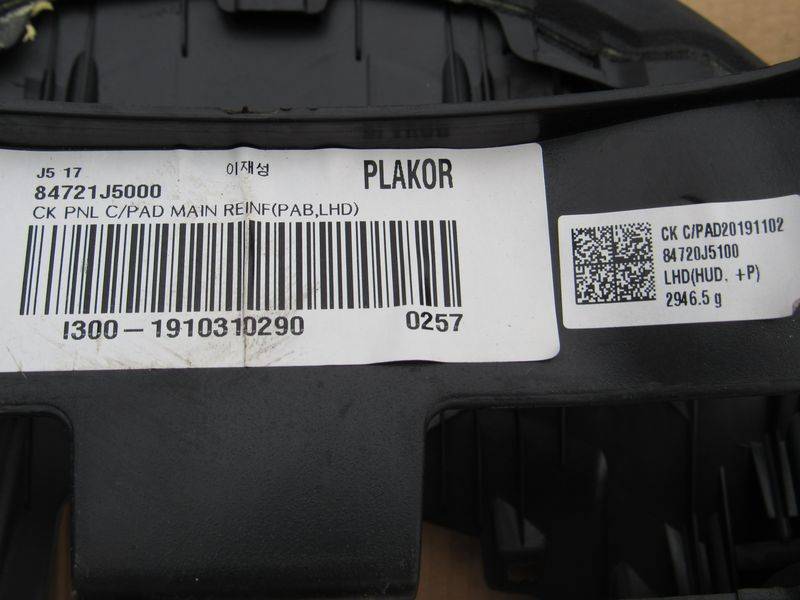 J5 17
이재성
PLAKOR
84721J5000
CK PNL C/PAD MAIN REINF(PAB,LHD)
I300-1910310290
0257
CK C/PAD20191102
84720J5100
LHD(HUD, +P)
2946.5 g